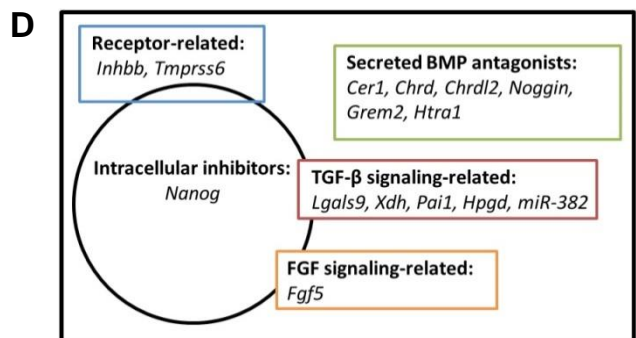 D
Receptor-related:
Inhbb, Tmprss6
Secreted BMP antagonists:
Cer1, Chrd, Chrdl2, Noggin,
Grem2, Htra1
Intracellular inhibitors:
Nanog
TGF-β signaling-related:
Lgals9, Xdh, Pai1, Hpgd, miR-382
FGF signaling-related:
Fgf5